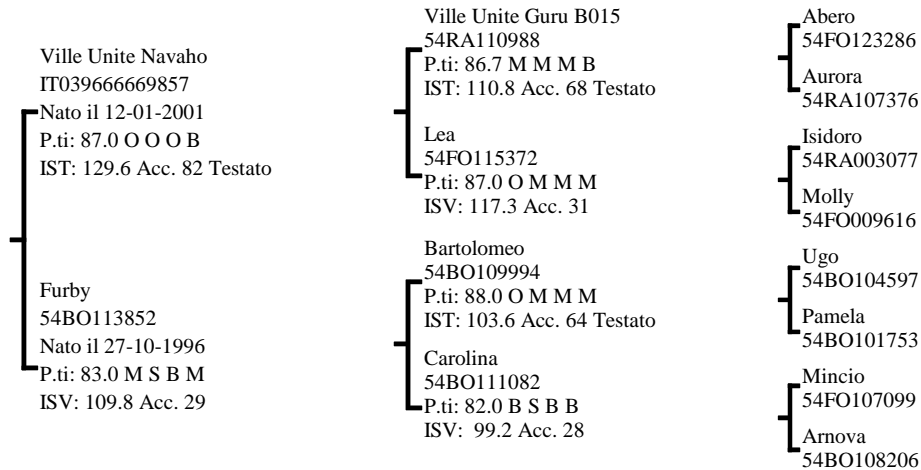 Ville Unite Navaho
IT039666669857
Nato il 12-01-2001
P.ti: 87.0 O O O B
IST: 129.6 Acc. 82 Testato
Furby
54BO113852
Nato il 27-10-1996
P.ti: 83.0 M S B M
ISV: 109.8 Acc. 29
Ville Unite Guru B015
54RA110988
P.ti: 86.7 M M M B
IST: 110.8 Acc. 68 Testato
Lea
54FO115372
P.ti: 87.0 O M M M
ISV: 117.3 Acc. 31
Bartolomeo
54BO109994
P.ti: 88.0 O M M M
IST: 103.6 Acc. 64 Testato
Carolina
54BO111082
P.ti: 82.0 B S B B
ISV: 99.2 Acc. 28
Abero
54FO123286
Aurora
54RA107376
Isidoro
54RA003077
Molly
54FO009616
Ugo
54BO104597
Pamela
54BO101753
Mincio
54FO107099
Arnova
54BO108206